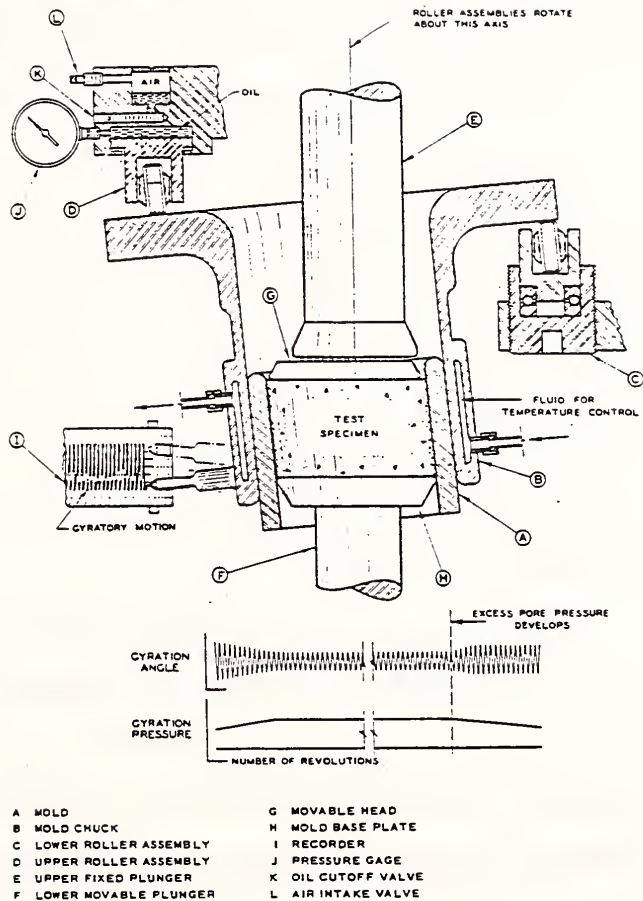 ROLLER ASSEMBLIES ROTATE
ABOUT THIS AXIS
L
AIR
K
OIL
E
J
D
G
C
FLUID FOR
TEMPERATURE CONTROL
TEST
SPECIMEN
I
B
GYRATORY MOTION
A
F
H
EXCESS PORE PRESSURE
DEVELOPS
GYRATION
ANGLE
GYRATION
PRESSURE
NUMBER OF REVOLUTIONS
A MOLD
B MOLD CHUCK
C LOWER ROLLER ASSEMBLY
D UPPER ROLLER ASSEMBLY
E UPPER FIXED PLUNGER
F LOWER MOVABLE PLUNGER
G MOVABLE HEAD
H MOLD BASE PLATE
I RECORDER
J PRESSURE GAGE
K OIL CUTOFF VALVE
L AIR INTAKE VALVE